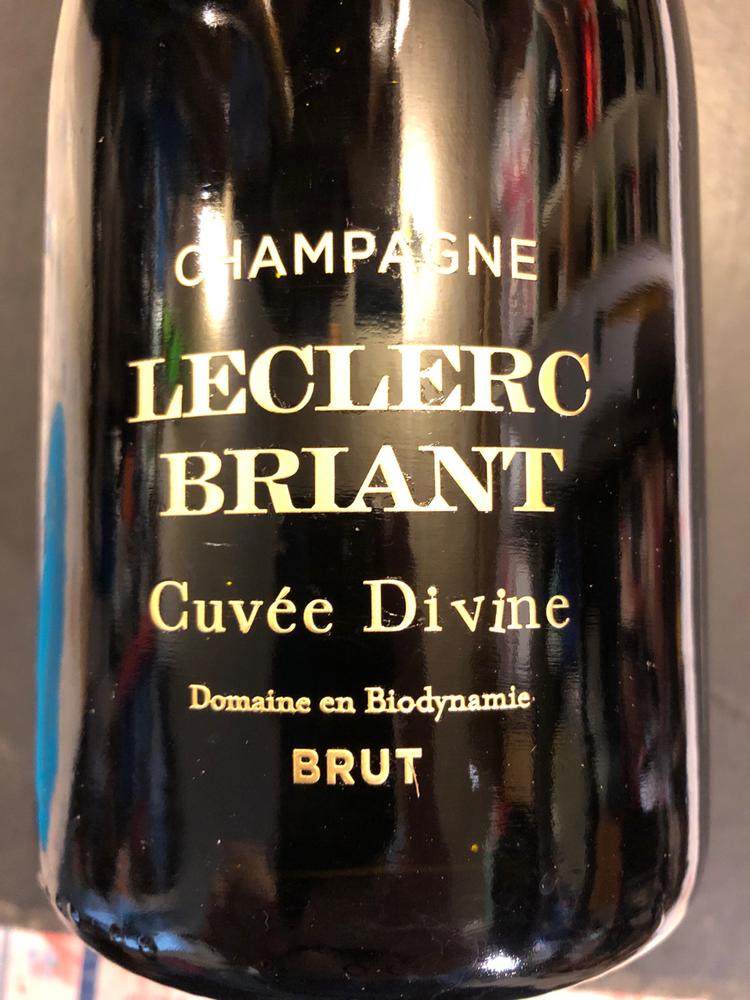 CHAMPAGNE
LECLERC
BRIANT
Cuvée Divine
Domaine en Biodynamie
BRUT